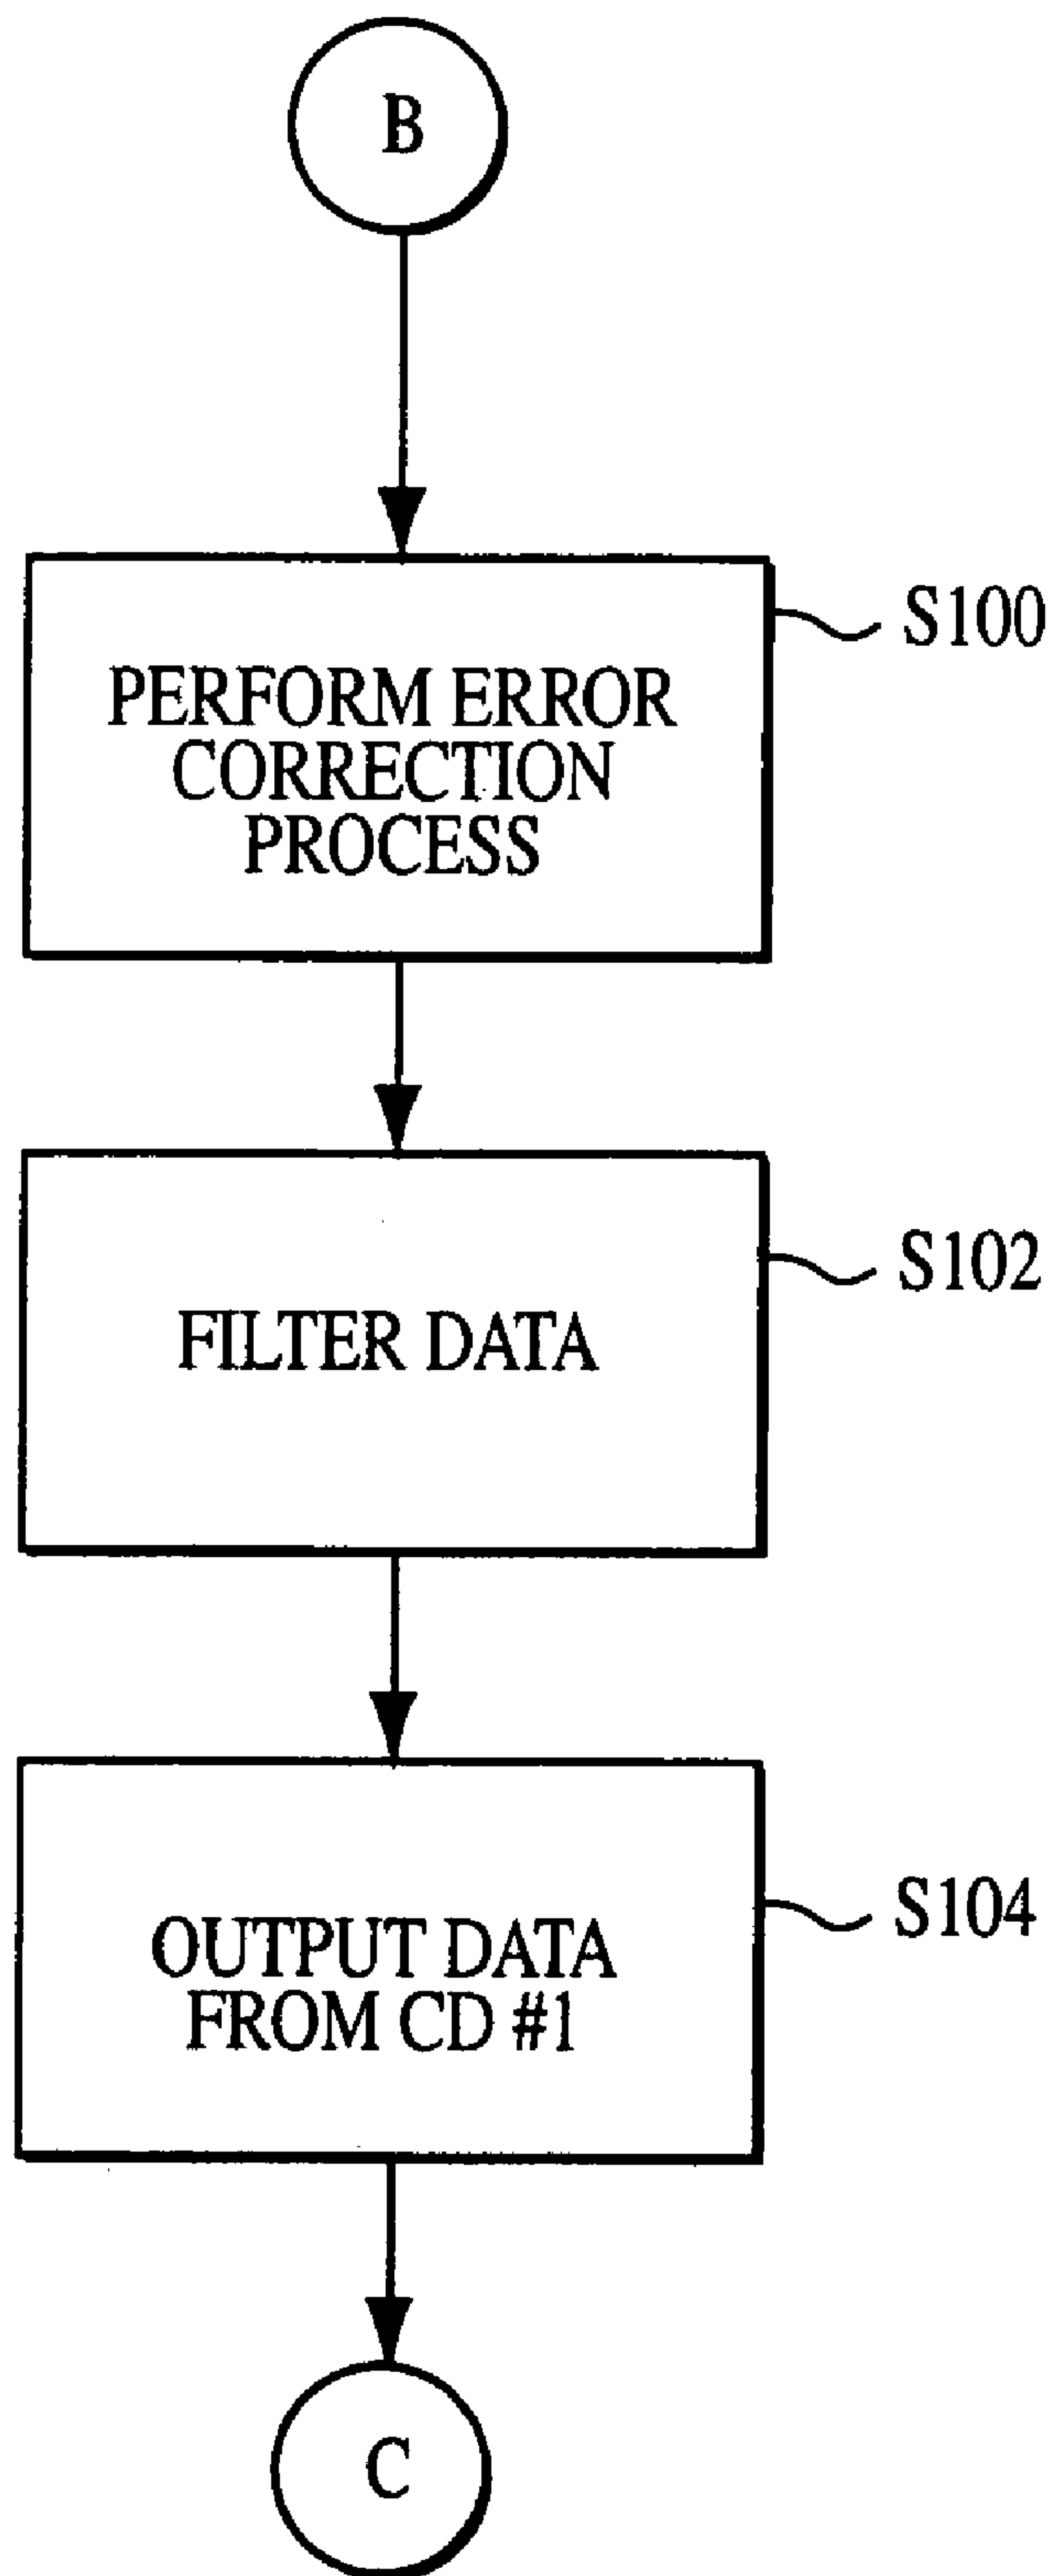 B
S100
PERFORM ERROR
CORRECTION
PROCESS
S102
FILTER DATA
S104
OUTPUT DATA
FROM CD #1
C